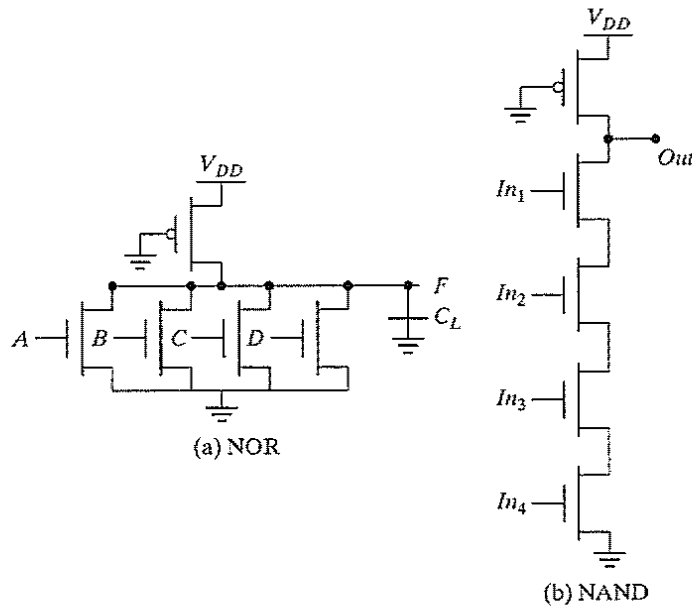 V_DD
A
B
C
D
F
C_L
(a) NOR
V_DD
Out
In_1
In_2
In_3
In_4
(b) NAND